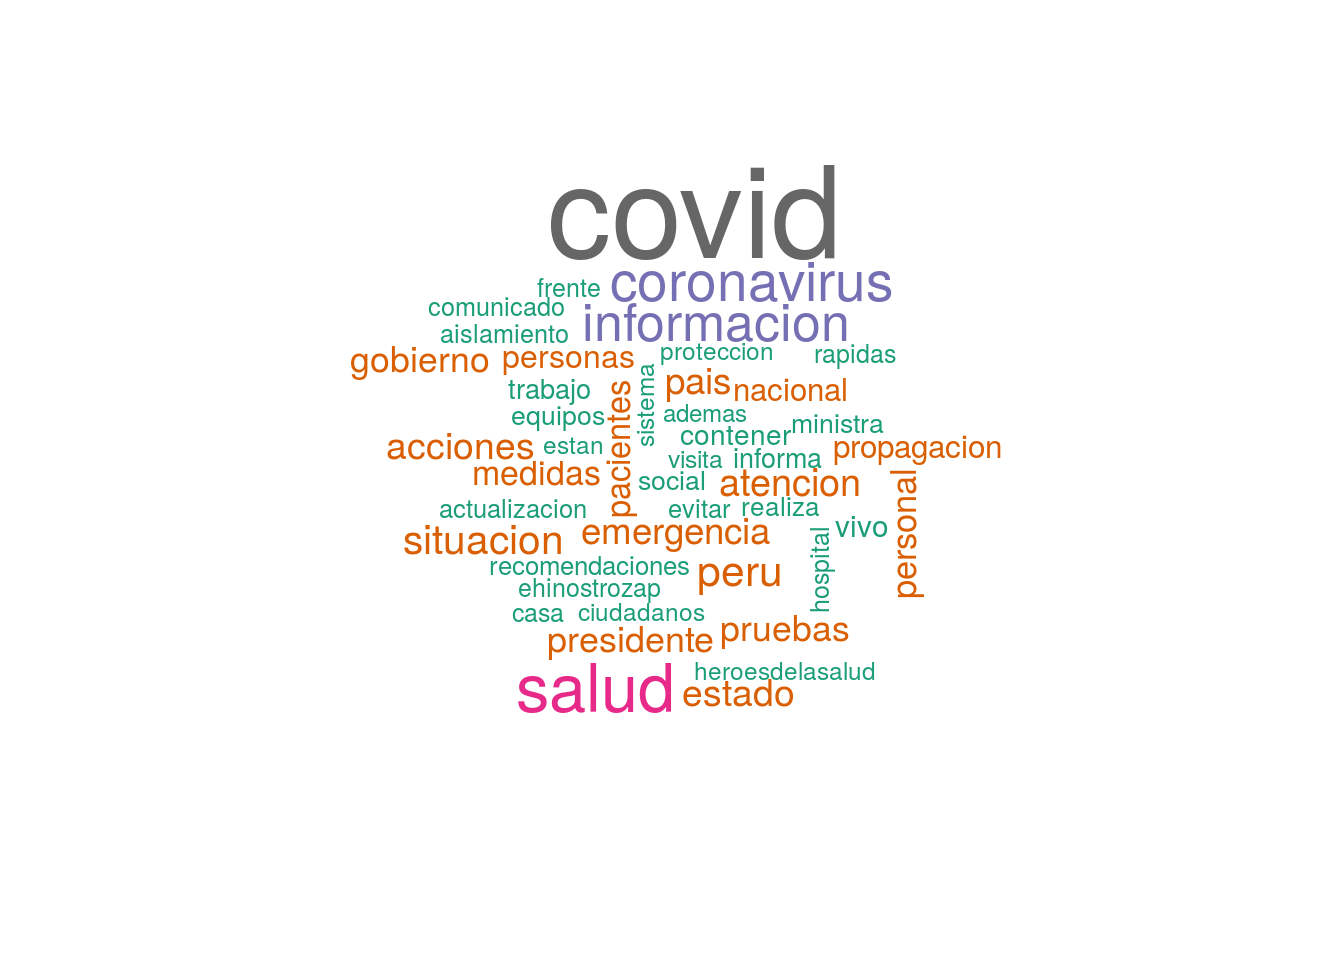 covid
coronavirus
frente
comunicado
informacion
aislamiento
gobierno
personas
proteccion
rapidas
trabajo
pacientes
sistema
pais
nacional
equipos
ademas
contener
ministra
acciones
estan
propagacion
medidas
visita
informa
social
atencion
personal
actualizacion
evitar
realiza
situacion
emergencia
hospital
vivo
recomendaciones
peru
ehinostrozap
casa
ciudadanos
presidente
pruebas
heroesdelasalud
salud
estado